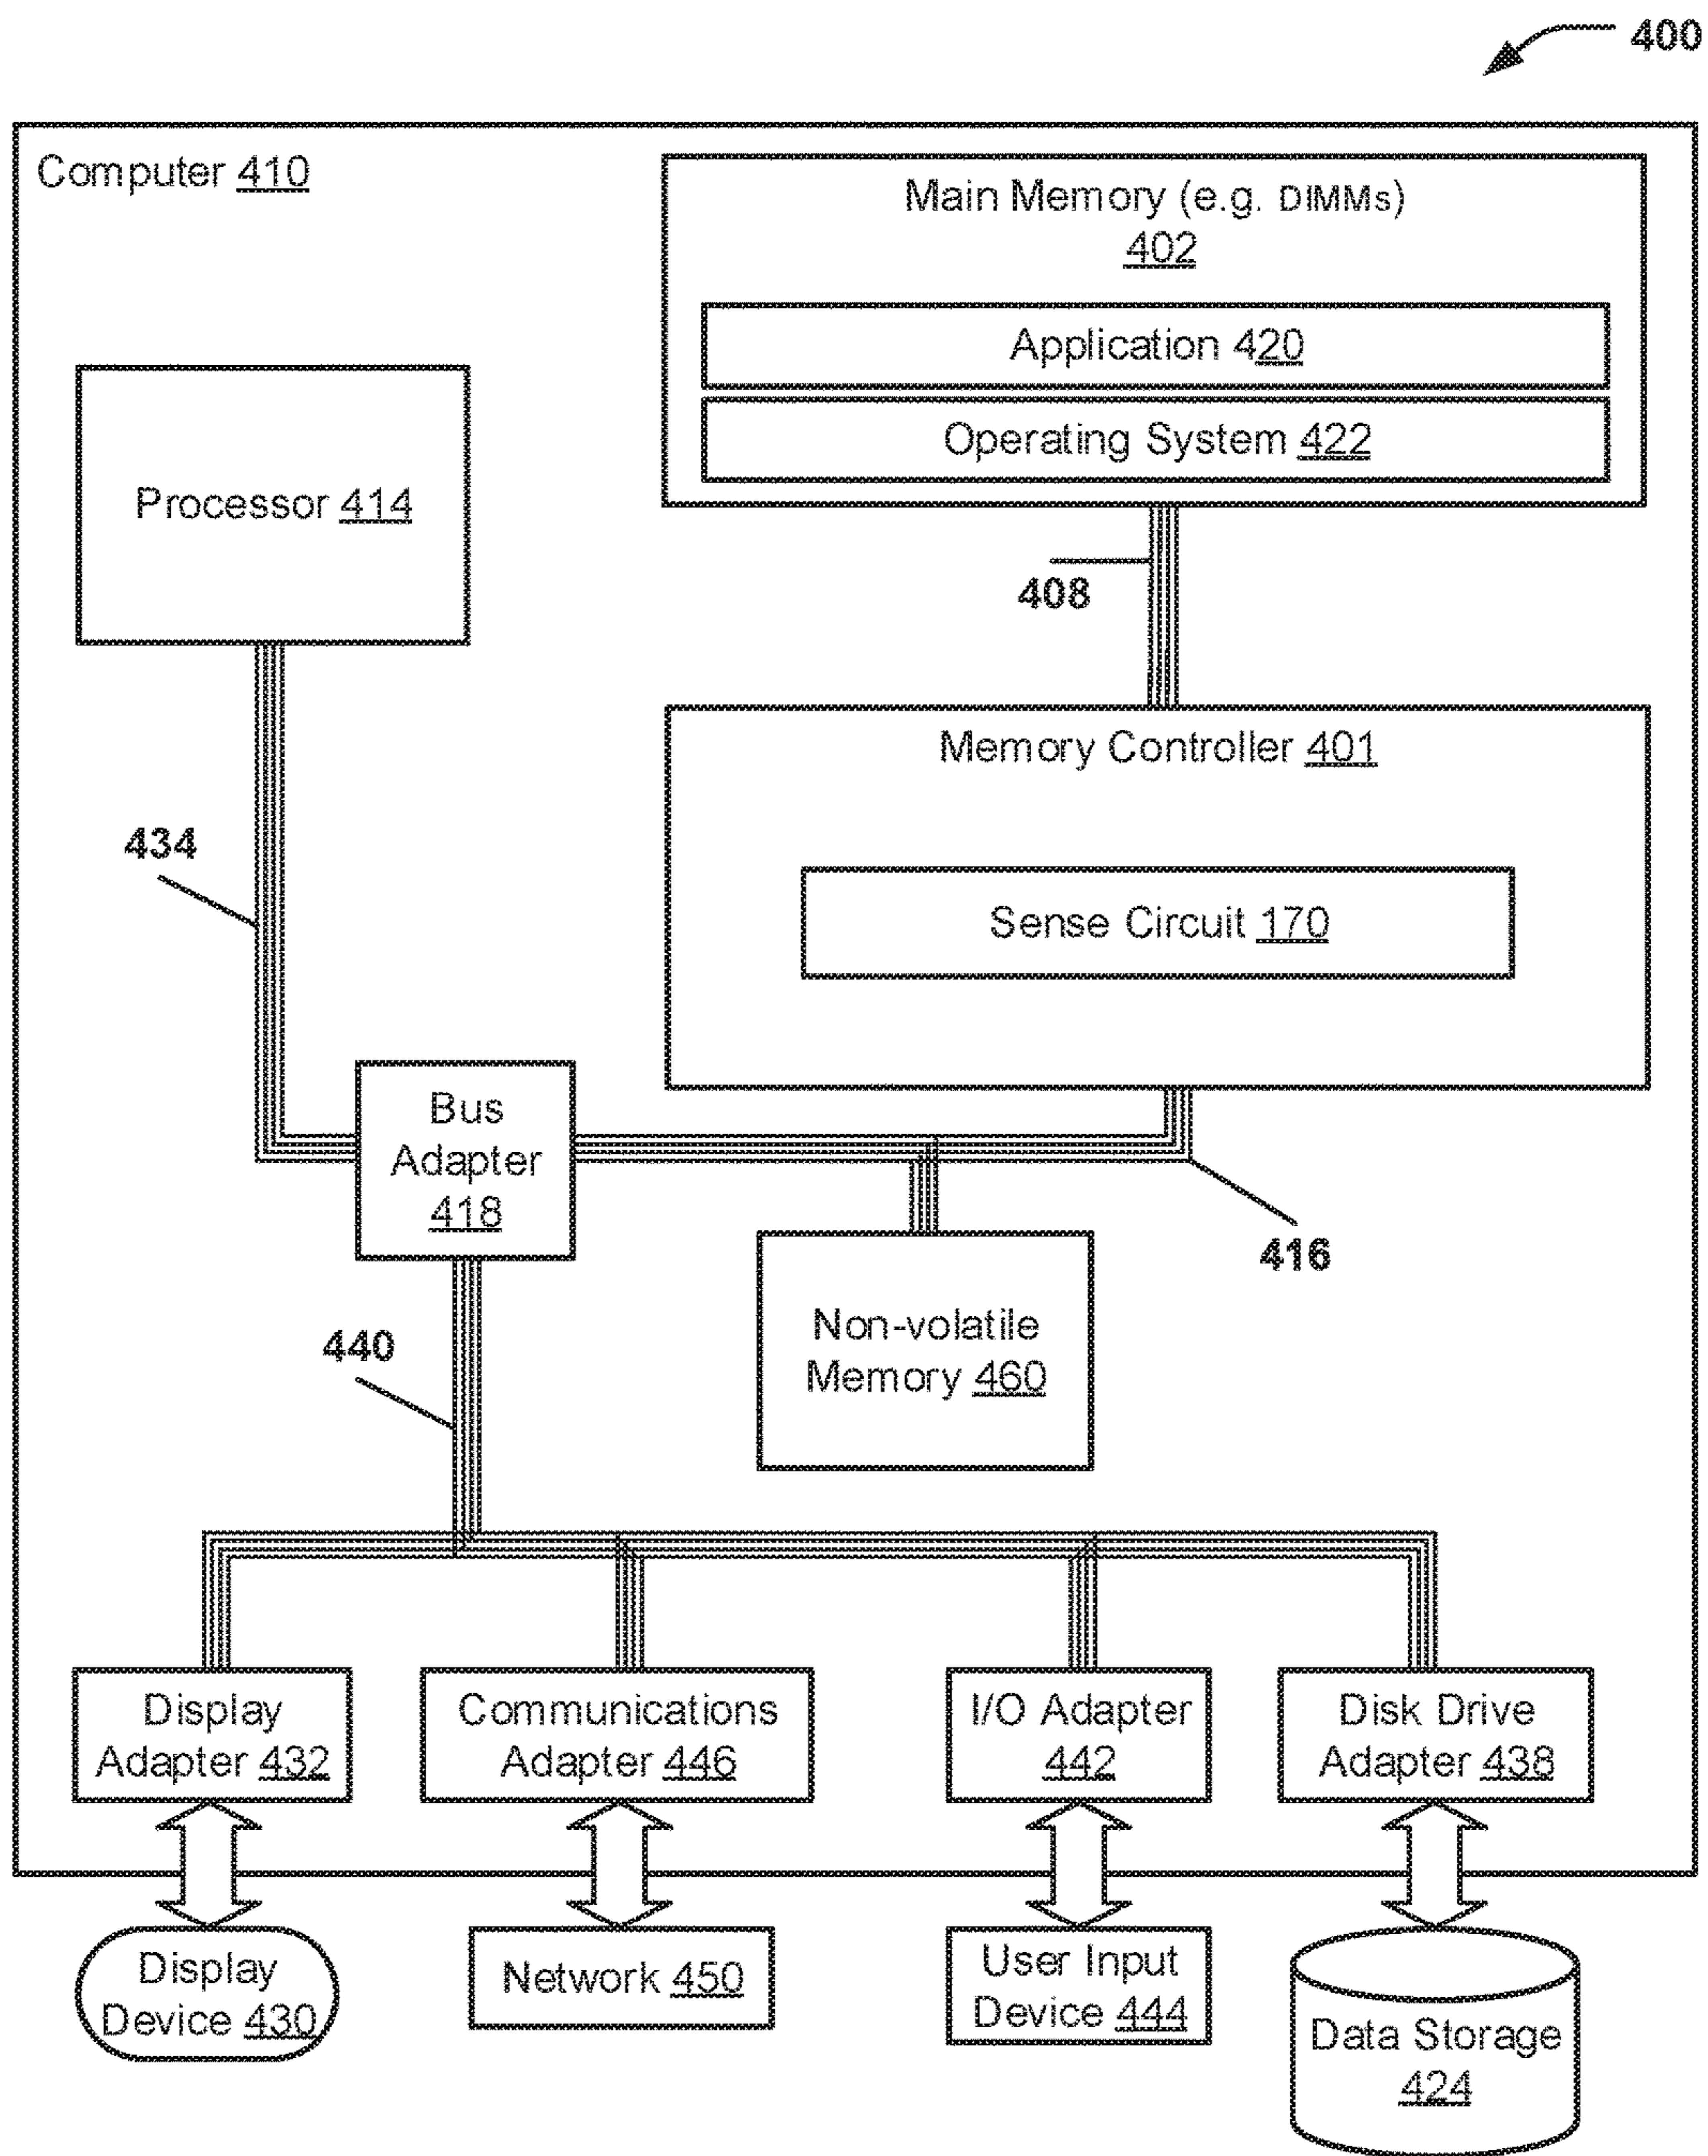 400
Computer 410
Main Memory (e.g. DIMMs)
402
Application 420
Operating System 422
Processor 414
408
Memory Controller 401
434
Sense Circuit 170
Bus
Adapter
418
416
Non-volatile
Memory 460
440
Display
Adapter 432
Communications
Adapter 446
I/O Adapter
442
Disk Drive
Adapter 438
Display
Device 430
Network 450
User Input
Device 444
Data Storage
424